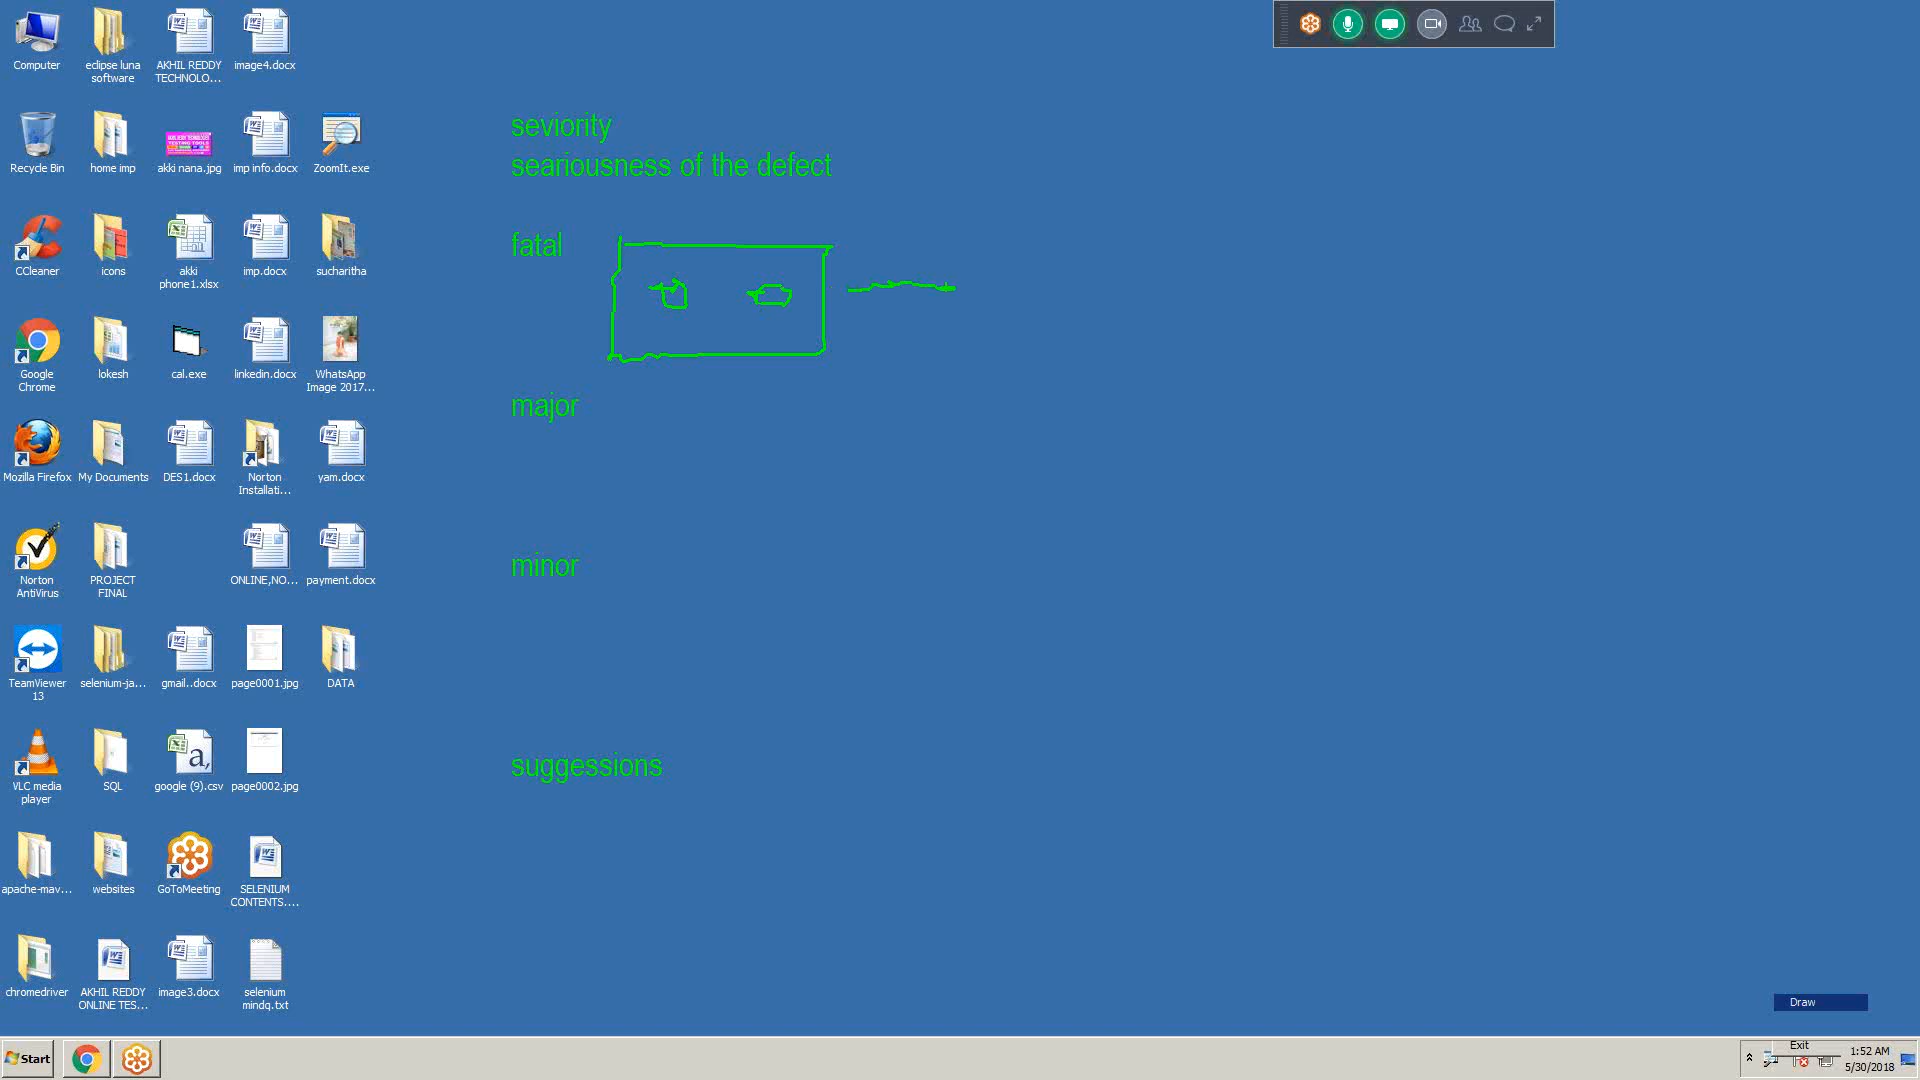 Computer
eclipse luna
software
AKHIL REDDY
TECHNOLO...
image4.docx
Recycle Bin
home imp
akki nana.jpg
imp info.docx
ZoomIt.exe
CCleaner
icons
akki
phone1.xlsx
imp.docx
sucharitha
Google
Chrome
lokesh
cal.exe
linkedin.docx
WhatsApp
Image 2017...
Mozilla Firefox
My Documents
DES1.docx
Norton
Installati...
yam.docx
Norton
AntiVirus
PROJECT
FINAL
ONLINE,NO...
payment.docx
TeamViewer
13
selenium-ja...
gmail..docx
page0001.jpg
DATA
VLC media
player
SQL
google (9).csv
page0002.jpg
apache-mav...
websites
GoToMeeting
SELENIUM
CONTENTS....
chromedriver
AKHIL REDDY
ONLINE TES...
image3.docx
selenium
mindq.txt
seviority
seariousness of the defect
fatal
major
minor
suggessions
Draw
Exit
Start
1:52 AM
5/30/2018